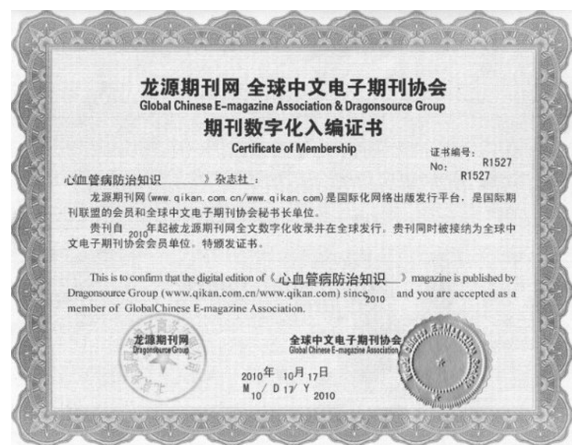 龙源期刊网 全球中文电子期刊协会
Global Chinese E-magazine Association & Dragonsource Group
期刊数字化入编证书
Certificate of Membership
证书编号： R1527
No： R1527
心血管病防治知识 》杂志社：
龙源期刊网(www.qikan.com.cn/www.qikan.com)是国际化网络出版发行平台，是国际期
刊联盟的会员和全球中文电子期刊协会秘书长单位。
贵刊自 2010年起被龙源期刊网全文数字化收录并在全球发行。贵刊同时被接纳为全球中
文电子期刊协会会员单位。特颁发证书。
This is to confirm that the digital edition of《 心血管病防治知识 》magazine is published by
Dragonsource Group (www.qikan.com.cn/www.qikan.com) since 2010 and you are accepted as a
member of GlobalChinese E-magazine Association.
龙源期刊网 全球中文电子期刊协会
Dragonsource Group Global Chinese E-magazine Association
2010年 10月17日
M 10/ D 17/ Y 2010